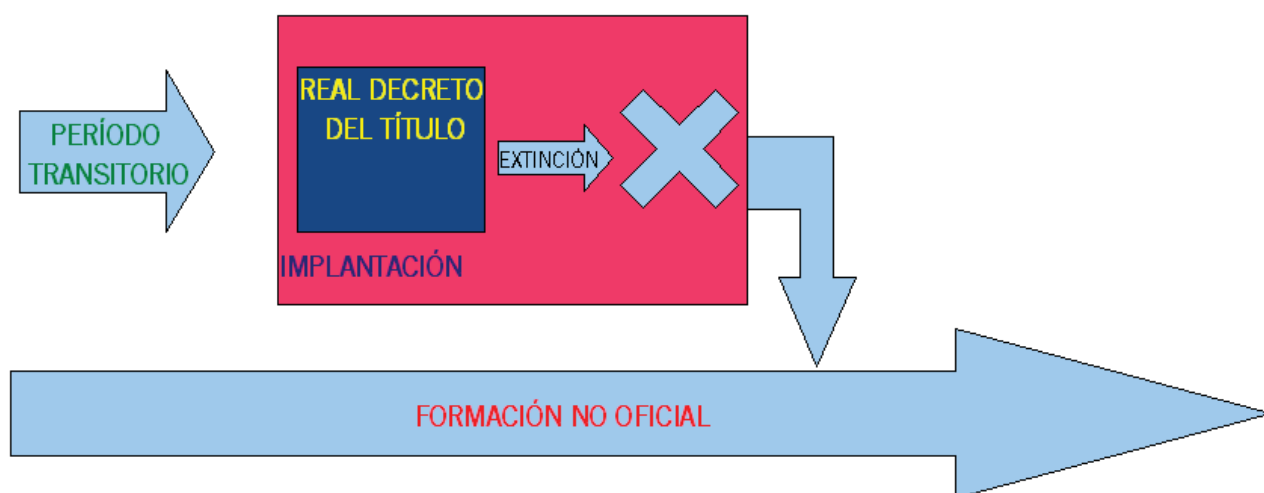 PERÍODO
TRANSITORIO
REAL DECRETO
DEL TÍTULO
EXTINCIÓN
IMPLANTACIÓN
FORMACIÓN NO OFICIAL